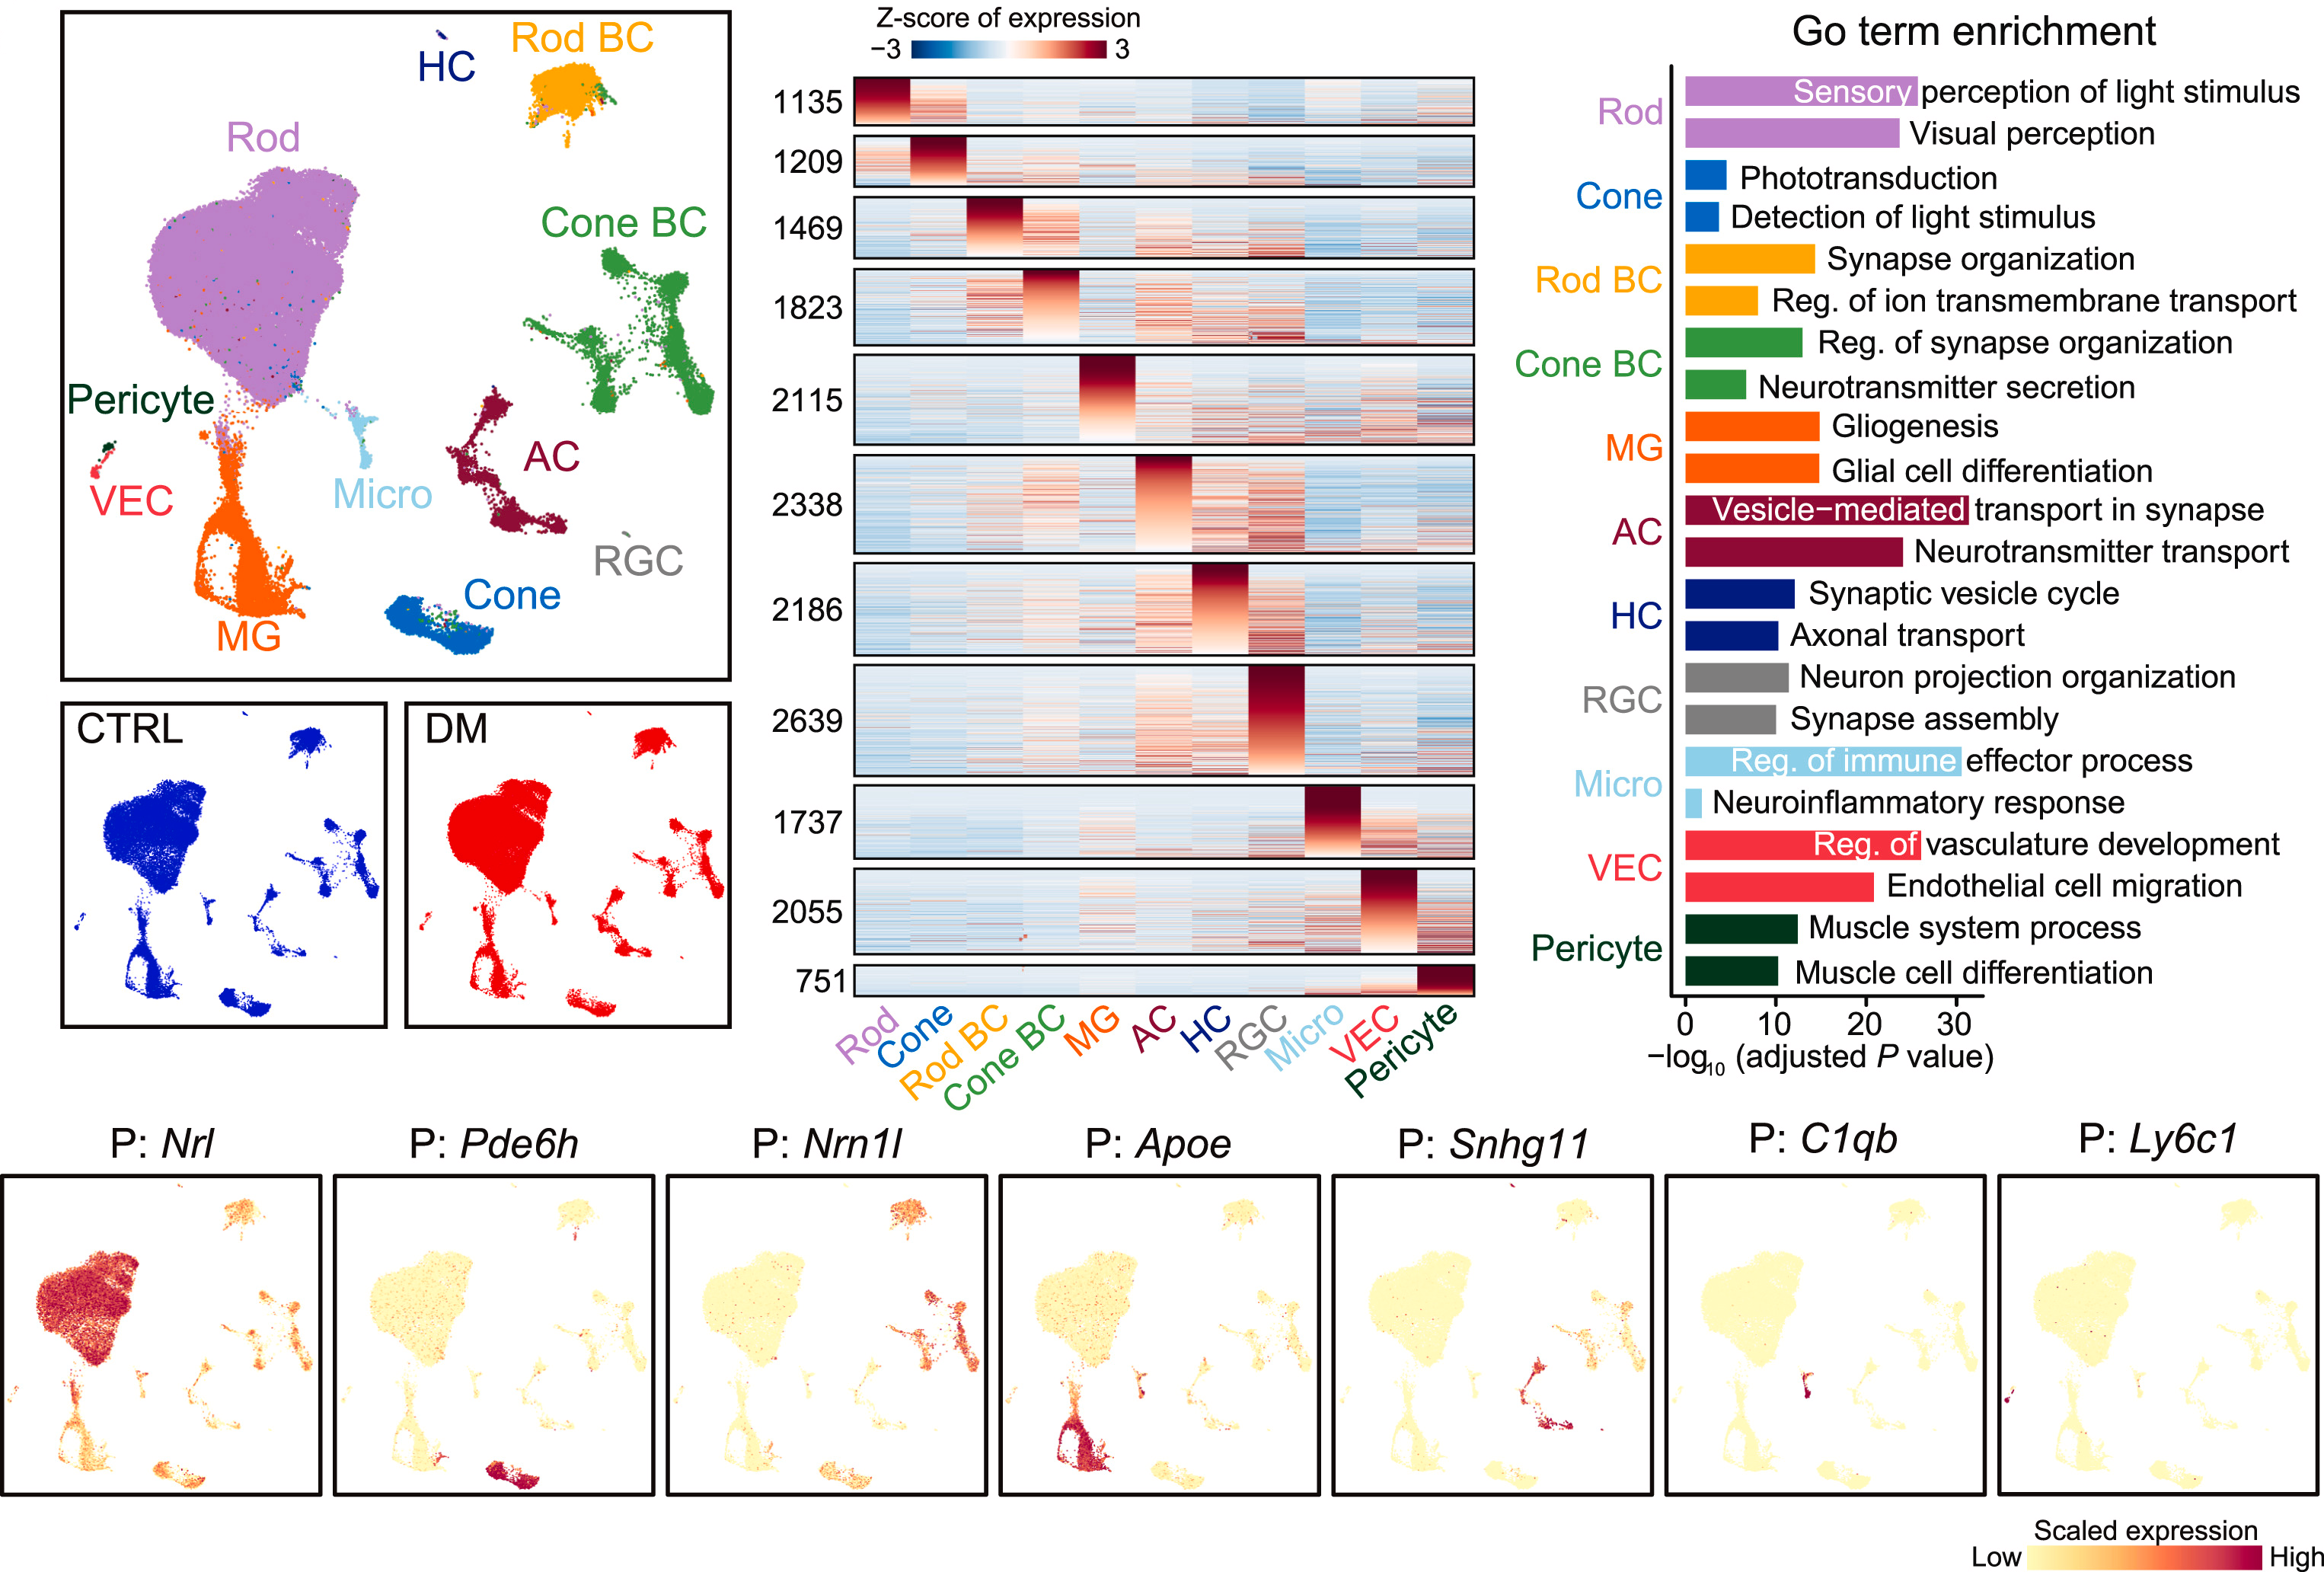 HC
Rod BC
Rod
Cone BC
Pericyte
AC
VEC
Micro
RGC
Cone
MG
CTRL
DM
Z-score of expression
−3
3
1135
1209
1469
1823
2115
2338
2186
2639
1737
2055
751
Rod
Cone
Rod BC
Cone BC
MG
AC
HC
RGC
Micro
VEC
Pericyte
Go term enrichment
Rod
Sensory perception of light stimulus
Visual perception
Cone
Phototransduction
Detection of light stimulus
Rod BC
Synapse organization
Reg. of ion transmembrane transport
Cone BC
Reg. of synapse organization
Neurotransmitter secretion
MG
Gliogenesis
Glial cell differentiation
AC
Vesicle−mediated transport in synapse
Neurotransmitter transport
HC
Synaptic vesicle cycle
Axonal transport
RGC
Neuron projection organization
Synapse assembly
Micro
Reg. of immune effector process
Neuroinflammatory response
VEC
Reg. of vasculature development
Endothelial cell migration
Pericyte
Muscle system process
Muscle cell differentiation
0 10 20 30
−log10 (adjusted P value)
P: Nrl
P: Pde6h
P: Nrn1l
P: Apoe
P: Snhg11
P: C1qb
P: Ly6c1
Scaled expression
Low
High